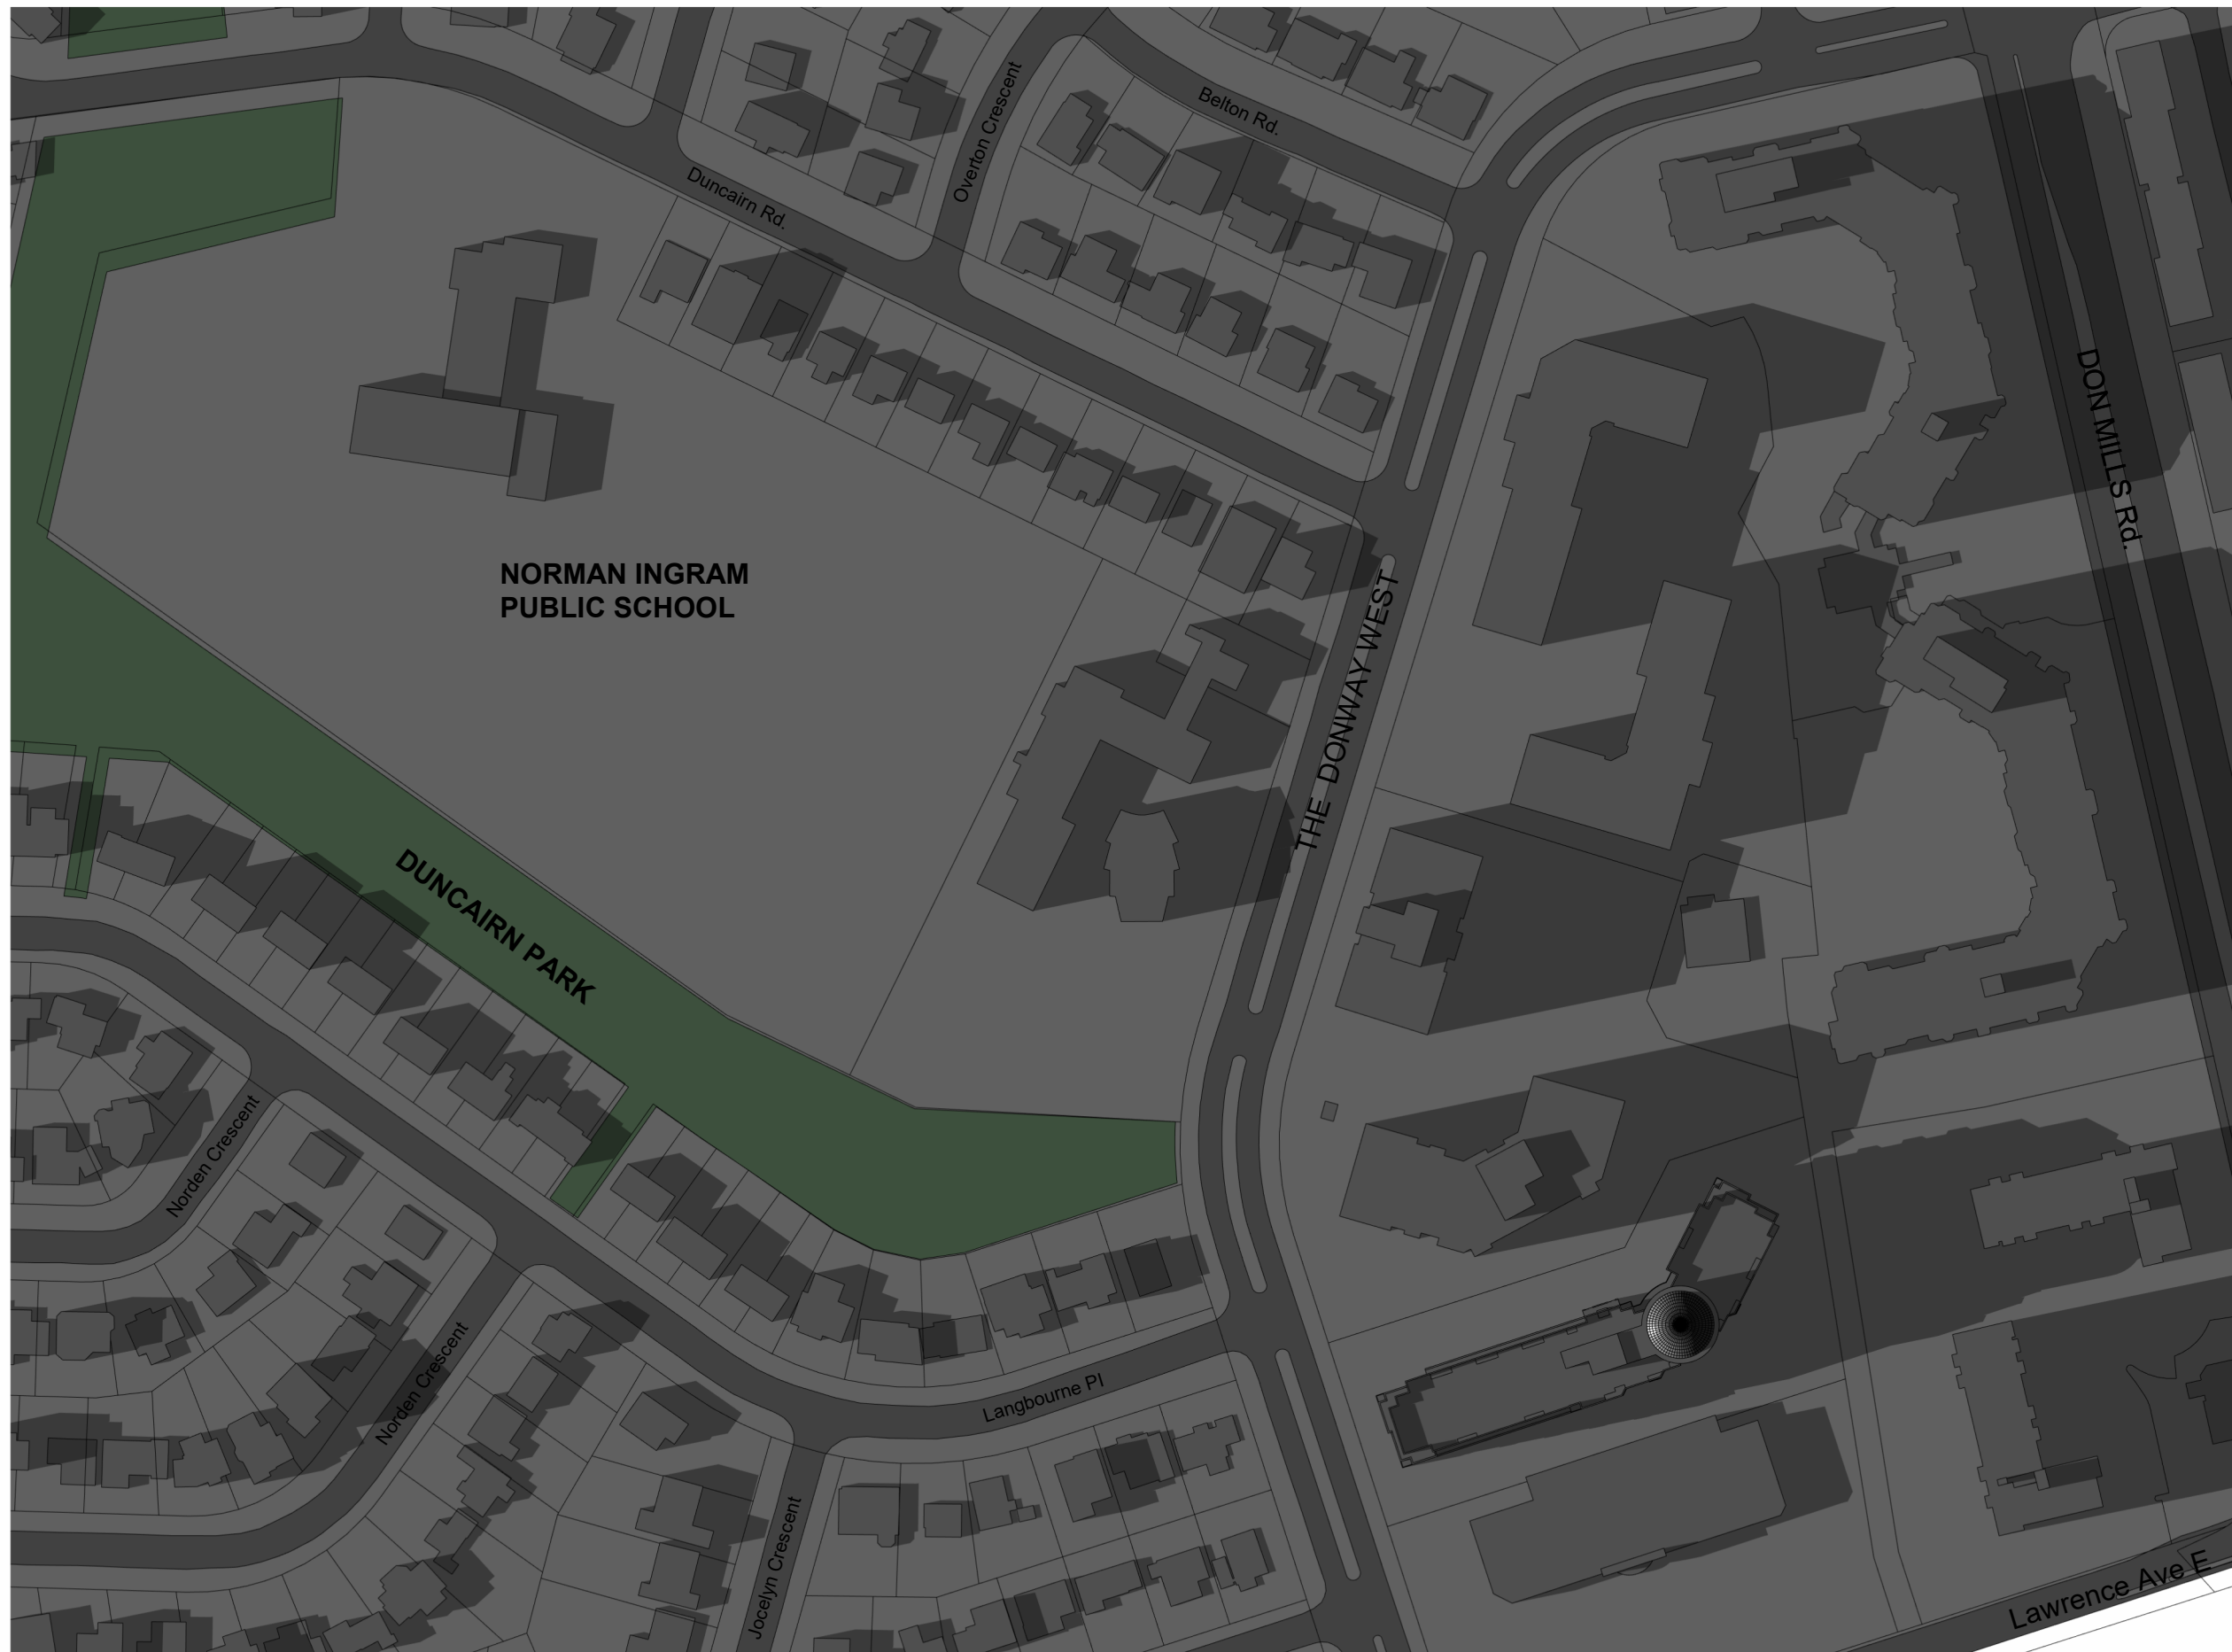 Belton Rd.
Overton Crescent
Duncairn Rd.
DON MILLS Rd.
NORMAN INGRAM
PUBLIC SCHOOL
THE DONWAY WEST
DUNCAIRN PARK
Norden Crescent
Norden Crescent
Langbourne Pl
Jocelyn Crescent
Lawrence Ave E